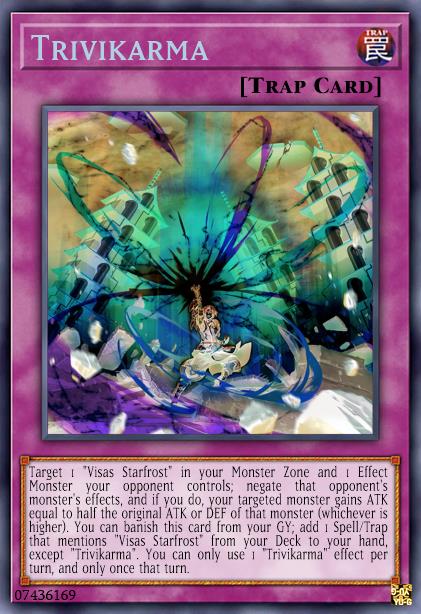 Trivikarma
TRAP
罠
[Trap Card]
Target 1 "Visas Starfrost" in your Monster Zone and 1 Effect
Monster your opponent controls; negate that opponent's
monster's effects, and if you do, your targeted monster gains ATK
equal to half the original ATK or DEF of that monster (whichever is
higher). You can banish this card from your GY; add 1 Spell/Trap
that mentions "Visas Starfrost" from your Deck to your hand,
except "Trivikarma". You can only use 1 "Trivikarma" effect per
turn, and only once that turn.
07436169